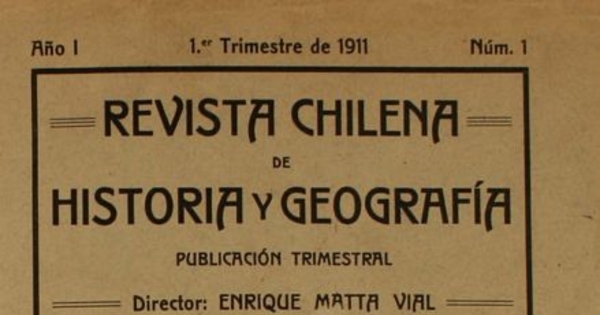 Año I 1.er Trimestre de 1911 Núm. 1
REVISTA CHILENA
DE
HISTORIA Y GEOGRAFÍA
PUBLICACIÓN TRIMESTRAL
Director: ENRIQUE MATTA VIAL